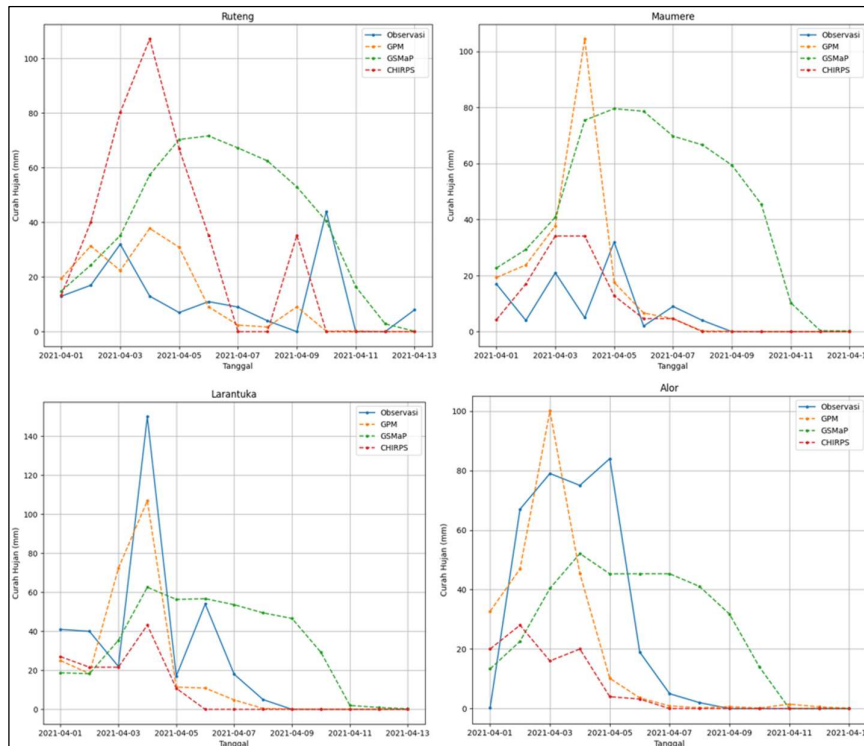 Ruteng
Observasi
GPM
GSMaP
CHIRPS
Curah Hujan (mm)
100
80
60
40
20
0
2021-04-01 2021-04-03 2021-04-05 2021-04-07 2021-04-09 2021-04-11 2021-04-13
Tanggal
Maumere
Observasi
GPM
GSMaP
CHIRPS
Curah Hujan (mm)
100
80
60
40
20
0
2021-04-01 2021-04-03 2021-04-05 2021-04-07 2021-04-09 2021-04-11 2021-04-1
Tanggal
Larantuka
Observasi
GPM
GSMaP
CHIRPS
Curah Hujan (mm)
140
120
100
80
60
40
20
0
2021-04-01 2021-04-03 2021-04-05 2021-04-07 2021-04-09 2021-04-11 2021-04-13
Tanggal
Alor
Observasi
GPM
GSMaP
CHIRPS
Curah Hujan (mm)
100
80
60
40
20
0
2021-04-01 2021-04-03 2021-04-05 2021-04-07 2021-04-09 2021-04-11 2021-04-1
Tanggal